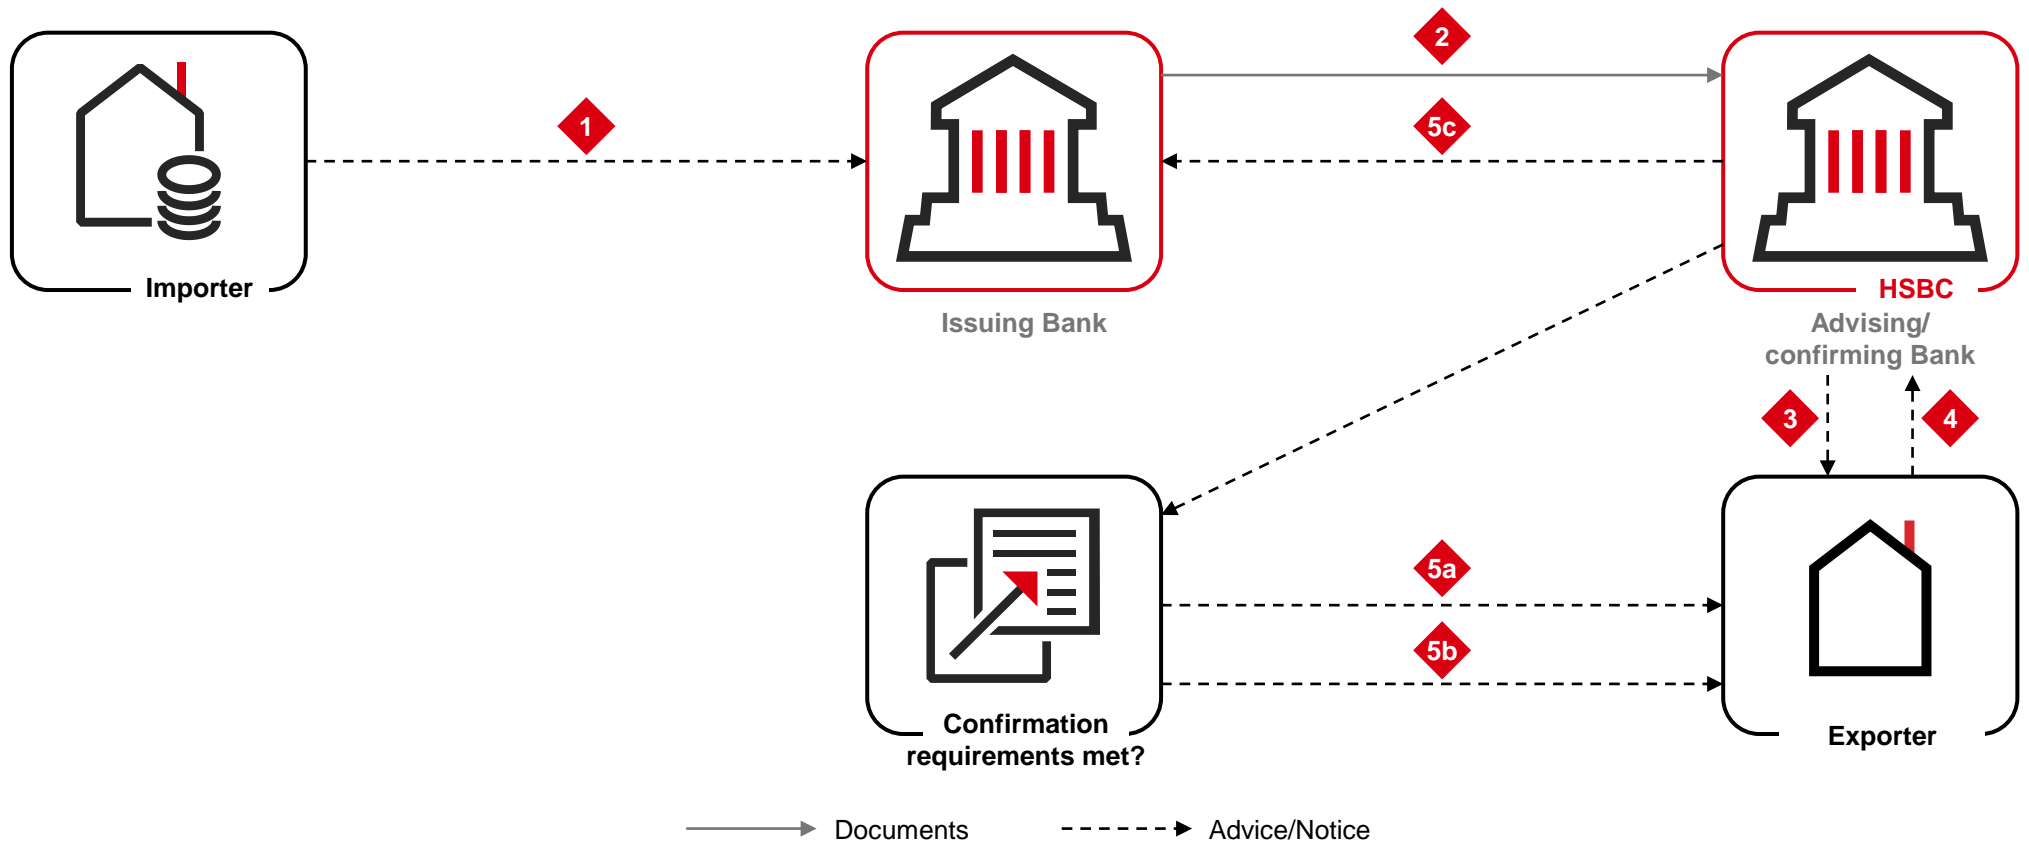 2
1
5c
Importer
HSBC
Issuing Bank
Advising/
confirming Bank
3
4
5a
5b
Confirmation
requirements met?
Exporter
Documents
Advice/Notice